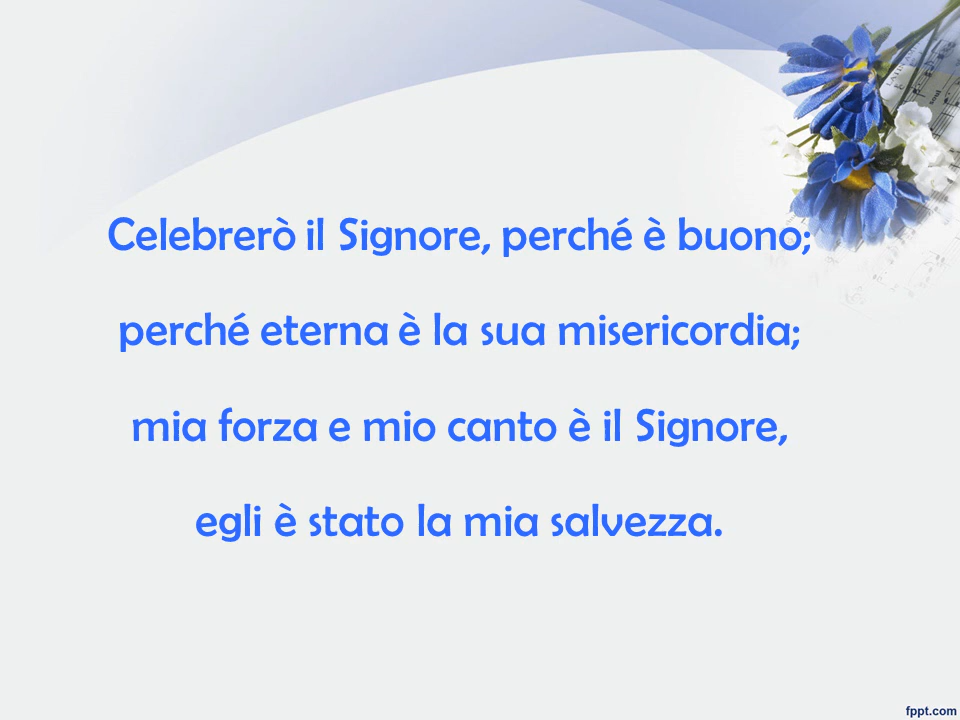 Celebrerò il Signore, perché è buono;
perché eterna è la sua misericordia;
mia forza e mio canto è il Signore,
egli è stato la mia salvezza.
fppt.com